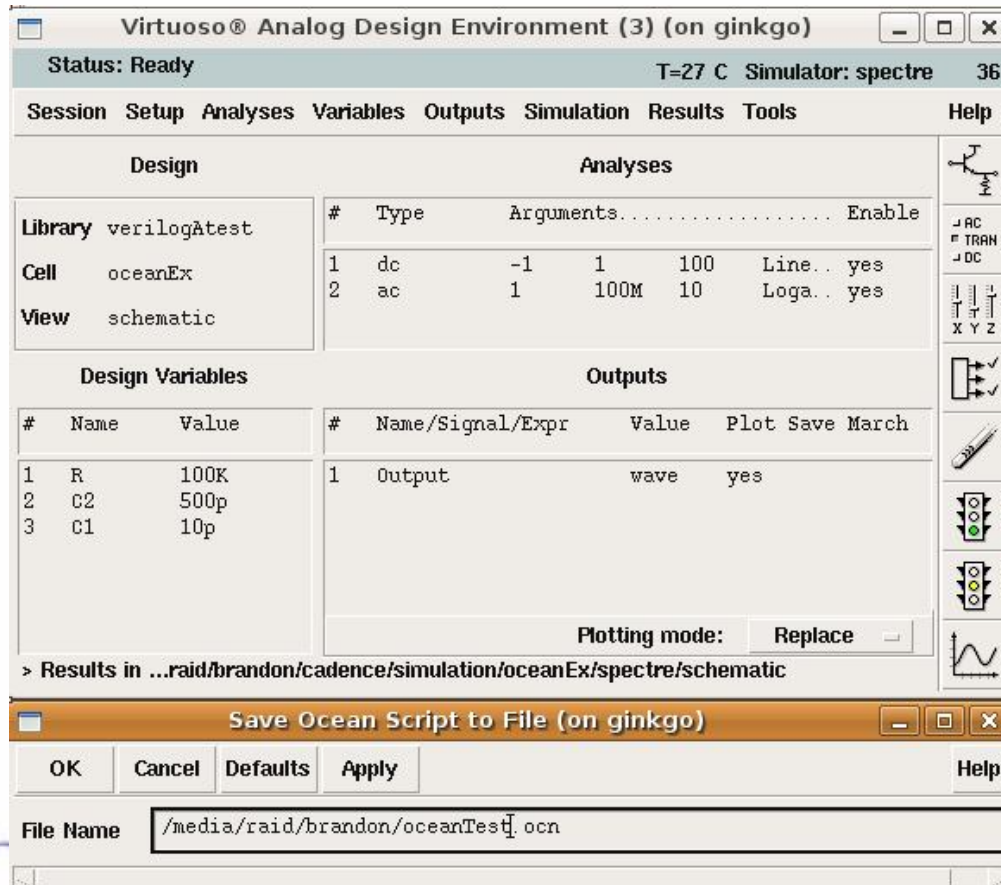 Virtuoso® Analog Design Environment (3) (on ginkgo)
Status: Ready T=27 C Simulator: spectre 36
Session Setup Analyses Variables Outputs Simulation Results Tools Help
Design
Library verilogAtest
Cell oceanEx
View schematic
Analyses
# Type Arguments................... Enable
1 dc -1 1 100 Line.. yes
2 ac 1 100M 10 Loga.. yes
AC
TRAN
DC
X Y Z
Design Variables
# Name Value
1 R 100K
2 C2 500p
3 C1 10p
Outputs
# Name/Signal/Expr Value Plot Save March
1 Output wave yes
Plotting mode: Replace
> Results in ...raid/brandon/cadence/simulation/oceanEx/spectre/schematic
Save Ocean Script to File (on ginkgo)
OK Cancel Defaults Apply Help
File Name /media/raid/brandon/oceanTest.ocn